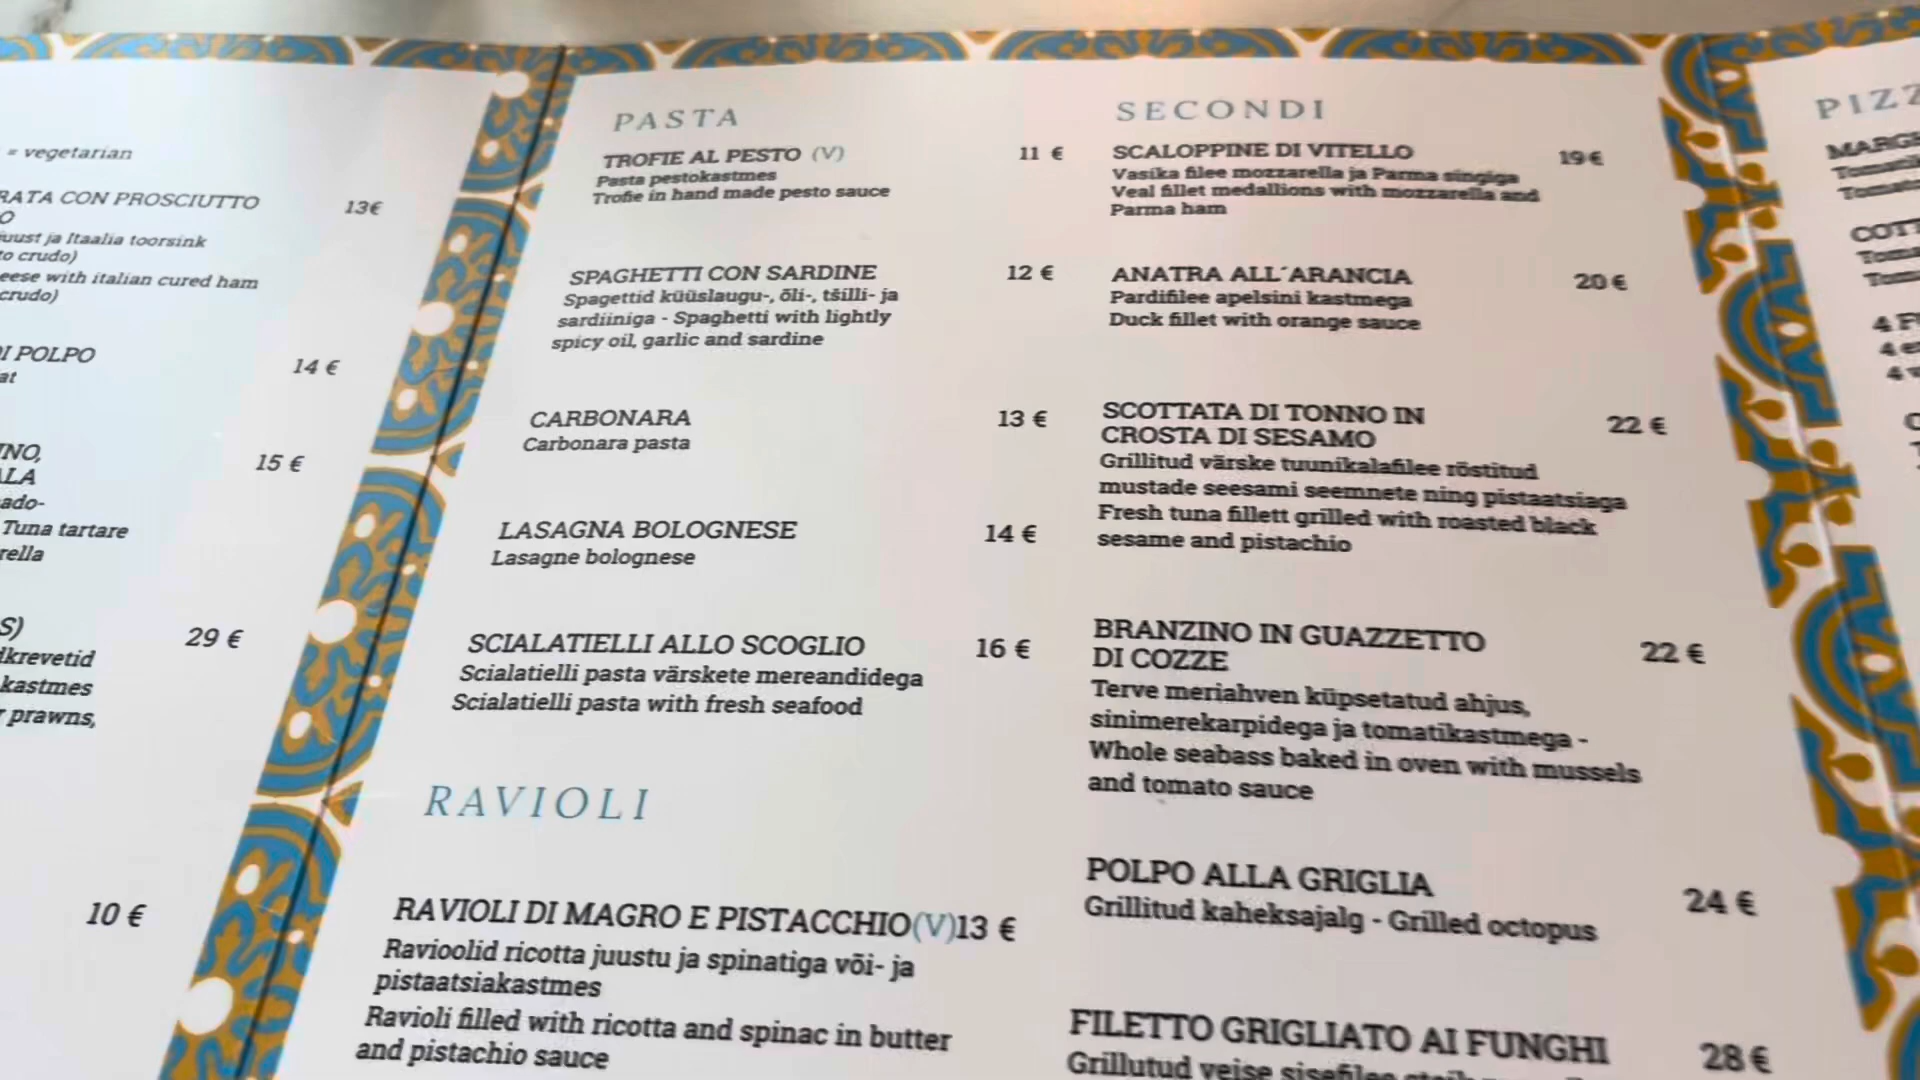 = vegetarian
CON PROSCIUTTO
13€
ja Itaalia toorsink
crudo)
with italian cured ham
crudo)
POLPO
14 €
15 €
Tuna tartare
29 €
kastmes
prawns,
10 €
PASTA
TROFIE AL PESTO (V)
11 €
Pasta pestokastmes
Trofie in hand made pesto sauce
SPAGHETTI CON SARDINE
12 €
Spagettid küüslaugu-, õli-, tšilli- ja
sardiiniga - Spaghetti with lightly
spicy oil, garlic and sardine
CARBONARA
13 €
Carbonara pasta
LASAGNA BOLOGNESE
14 €
Lasagne bolognese
SCIALATIELLI ALLO SCOGLIO
16 €
Scialatielli pasta värskete mereandidega
Scialatielli pasta with fresh seafood
RAVIOLI
RAVIOLI DI MAGRO E PISTACCHIO(V)13 €
Ravioolid ricotta juustu ja spinatiga või- ja
pistaatsiakastmes
Ravioli filled with ricotta and spinac in butter
and pistachio sauce
SECONDI
SCALOPPINE DI VITELLO
19 €
Vasika filee mozzarella ja Parma singiga
Veal fillet medallions with mozzarella and
Parma ham
ANATRA ALL´ARANCIA
20 €
Pardifilee apelsini kastmega
Duck fillet with orange sauce
SCOTTATA DI TONNO IN
22 €
CROSTA DI SESAMO
Grillitud värske tuunikalafilee röstitud
mustade seesami seemnete ning pistaatsiaga
Fresh tuna fillett grilled with roasted black
sesame and pistachio
BRANZINO IN GUAZZETTO
22 €
DI COZZE
Terve meriahven küpsetatud ahjus,
sinimerekarpidega ja tomatikastmega -
Whole seabass baked in oven with mussels
and tomato sauce
POLPO ALLA GRIGLIA
24 €
Grillitud kaheksajalg - Grilled octopus
FILETTO GRIGLIATO AI FUNGHI
28 €
Grillutud veise sisefilee
4
4
4